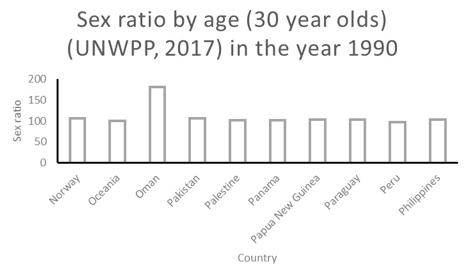 Sex ratio by age (30 year olds)
(UNWPP, 2017) in the year 1990
Sex ratio
200
150
100
50
0
Norway
Oceania
Oman
Pakistan
Palestine
Panama
Papua New Guinea
Paraguay
Peru
Philippines
Country